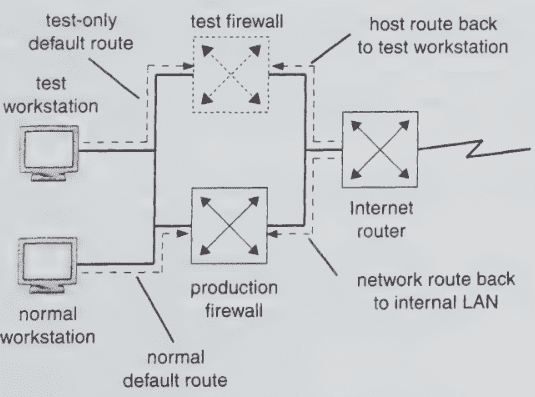 test-only
default route
test firewall
host route back
to test workstation
test
workstation
Internet
router
production
firewall
network route back
to internal LAN
normal
workstation
normal
default route